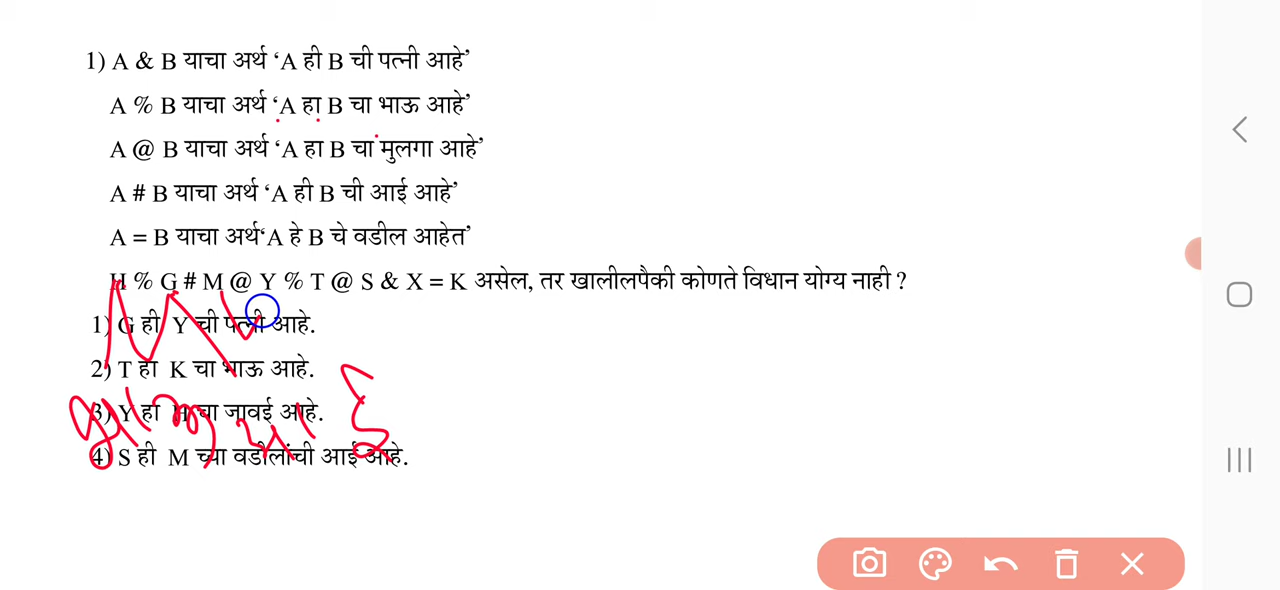 1) A & B याचा अर्थ ‘A ही B ची पत्नी आहे’
A % B याचा अर्थ ‘A हा B चा भाऊ आहे’
A @ B याचा अर्थ ‘A हा B चा मुलगा आहे’
A # B याचा अर्थ ‘A ही B ची आई आहे’
A = B याचा अर्थ‘A हे B चे वडील आहेत’
H % G # M @ Y % T @ S & X = K असेल, तर खालीलपैकी कोणते विधान योग्य नाही ?
1) G ही Y ची पत्नी आहे.
2) T हा K चा भाऊ आहे.
3) Y हा H चा जावई आहे.
4) S ही M च्या वडीलांची आई आहे.